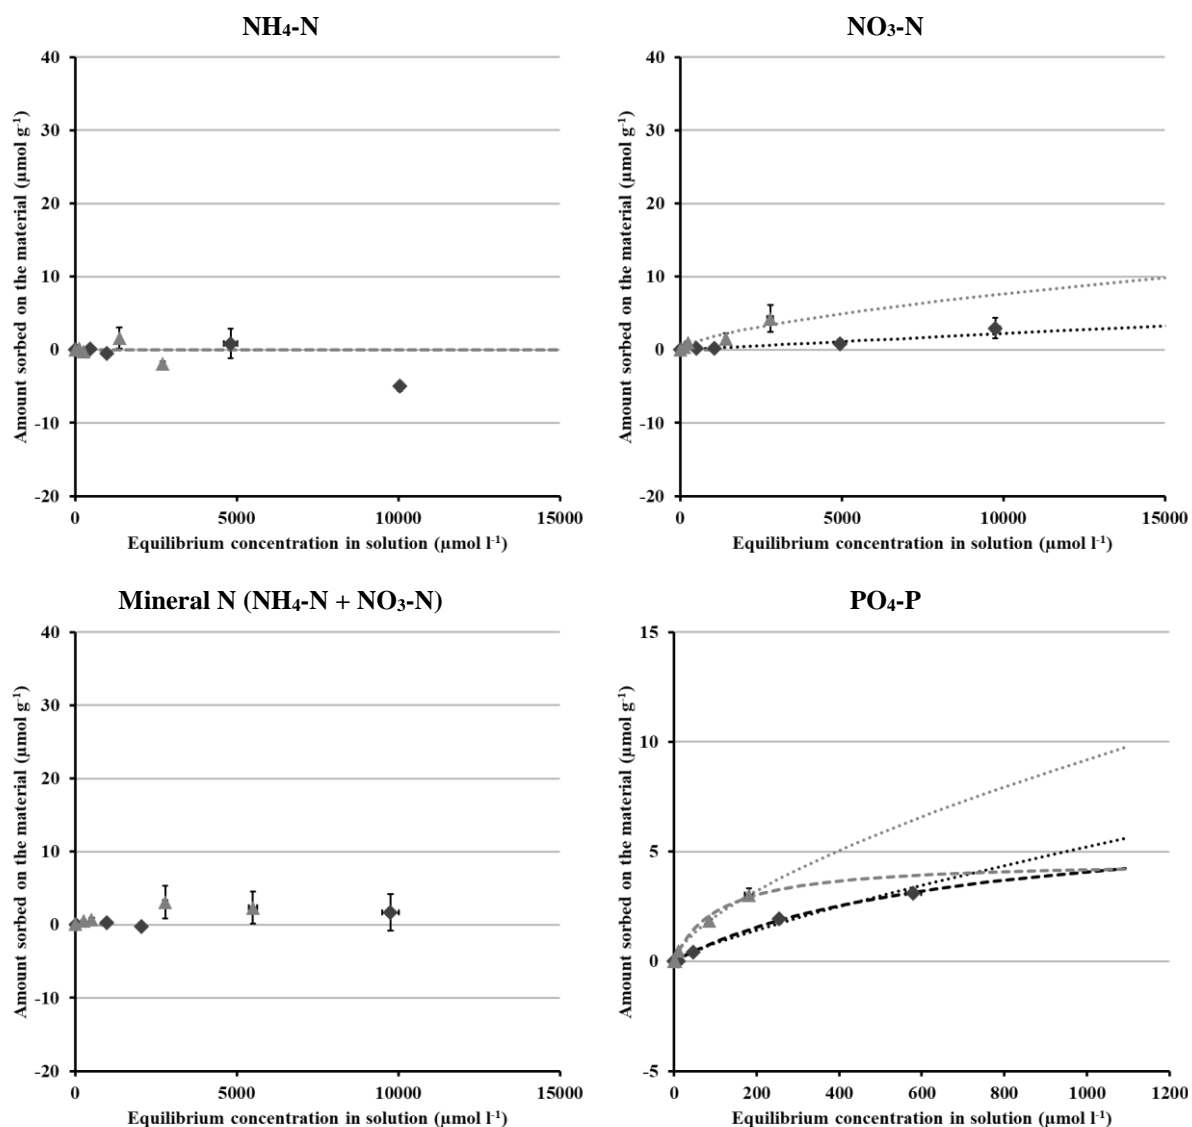 NH₄-N
40
30
20
10
0
-10
-20
0 5000 10000 15000
Amount sorbed on the material (µmol g⁻¹)
Equilibrium concentration in solution (µmol l⁻¹)
NO₃-N
40
30
20
10
0
-10
-20
0 5000 10000 15000
Amount sorbed on the material (µmol g⁻¹)
Equilibrium concentration in solution (µmol l⁻¹)
Mineral N (NH₄-N + NO₃-N)
40
30
20
10
0
-10
-20
0 5000 10000 15000
Amount sorbed on the material (µmol g⁻¹)
Equilibrium concentration in solution (µmol l⁻¹)
PO₄-P
15
10
5
0
-5
0 200 400 600 800 1000 1200
Amount sorbed on the material (µmol g⁻¹)
Equilibrium concentration in solution (µmol l⁻¹)